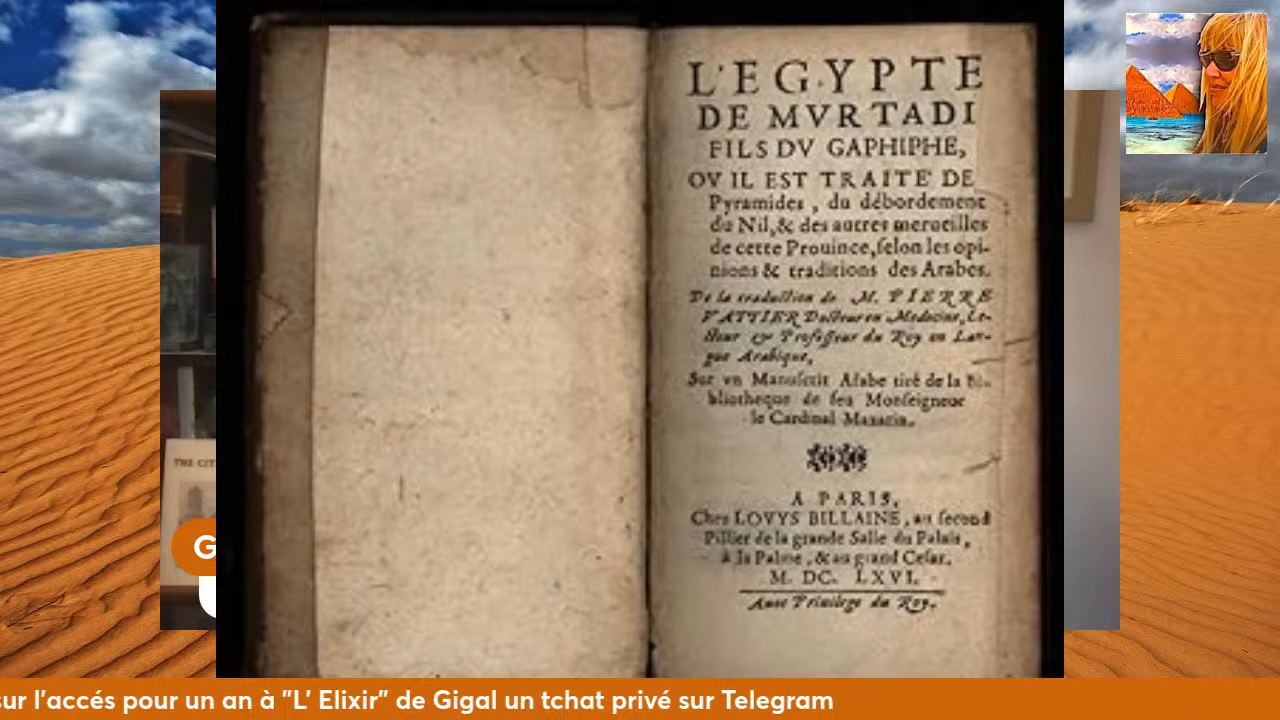 L'EGYPTE
DE MVRTADI
FILS DV GAPHIPHE,
OV IL EST TRAITE' DE
Pyramides, du débordement
du Nil, & des autres merueilles
de cette Prouince, ſelon les opi-
nions & traditions des Arabes.
De la traduction de M. PIERRE
VATTIER Docteur en Medecine, Le-
cteur & Profeſſeur du Roy en Lan-
gue Arabique,
Sur vn Manuſcrit Arabe tiré de la Bi-
bliotheque de feu Monſeigneur
le Cardinal Mazarin.
A PARIS,
Chez LOVYS BILLAINE, au ſecond
Pillier de la grande Salle du Palais,
à la Palme, & au grand Ceſar.
M. DC. LXVI.
Auec Priuilege du Roy.
THE CIT
G
sur l'accés pour un an à "L' Elixir" de Gigal un tchat privé sur Telegram